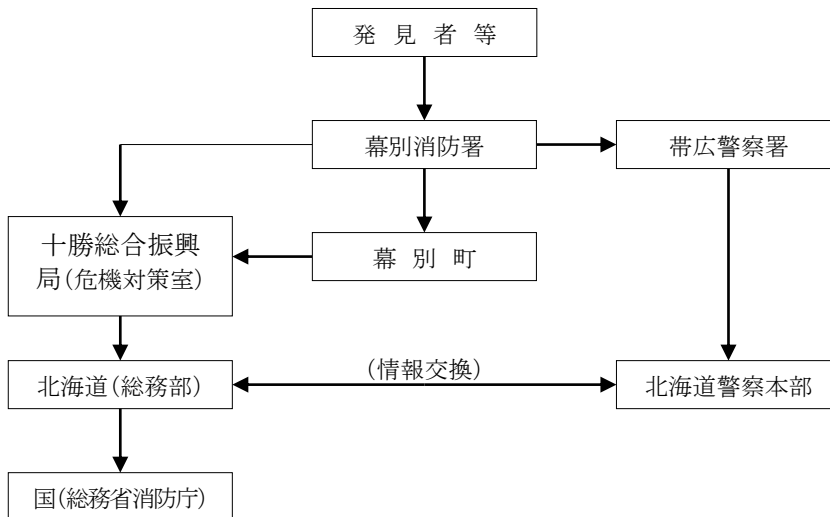 発 見 者 等
幕別消防署
帯広警察署
十勝総合振興
局(危機対策室)
幕 別 町
北海道(総務部)
(情報交換)
北海道警察本部
国(総務省消防庁)